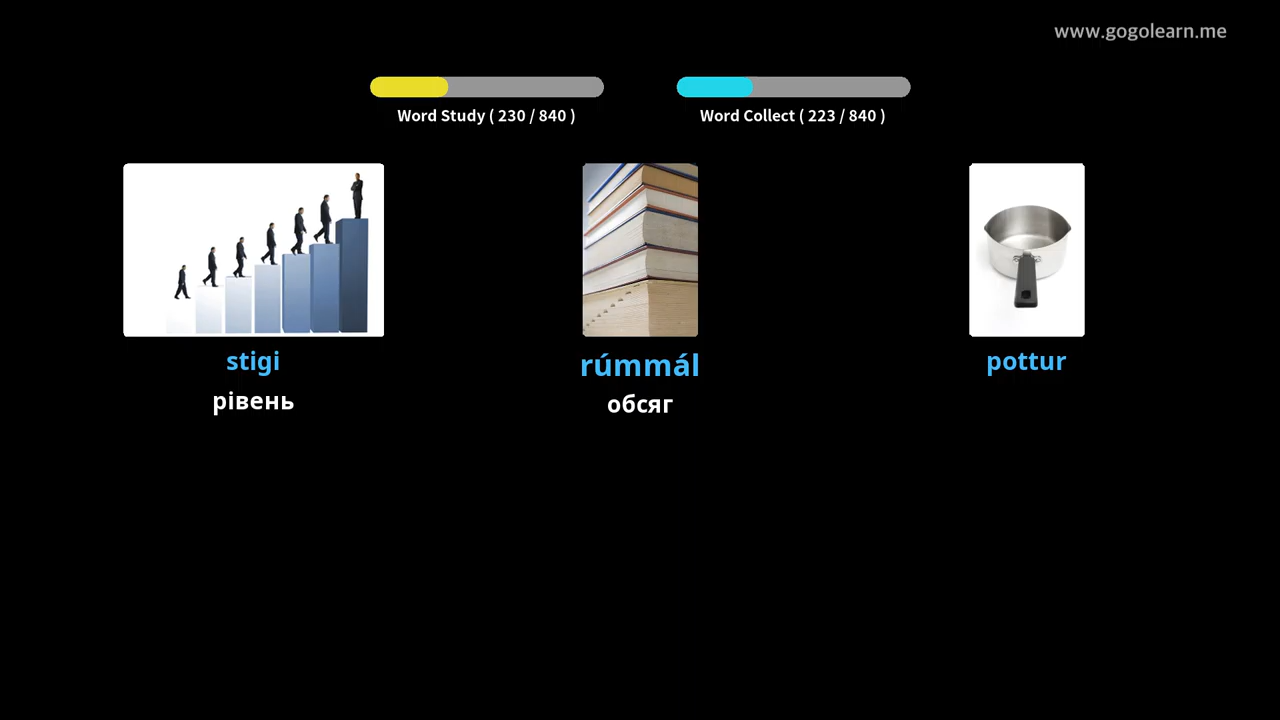 www.gogolearn.me
Word Study ( 230 / 840 )
Word Collect ( 223 / 840 )
stigi
rúmmál
pottur
рівень
обсяг